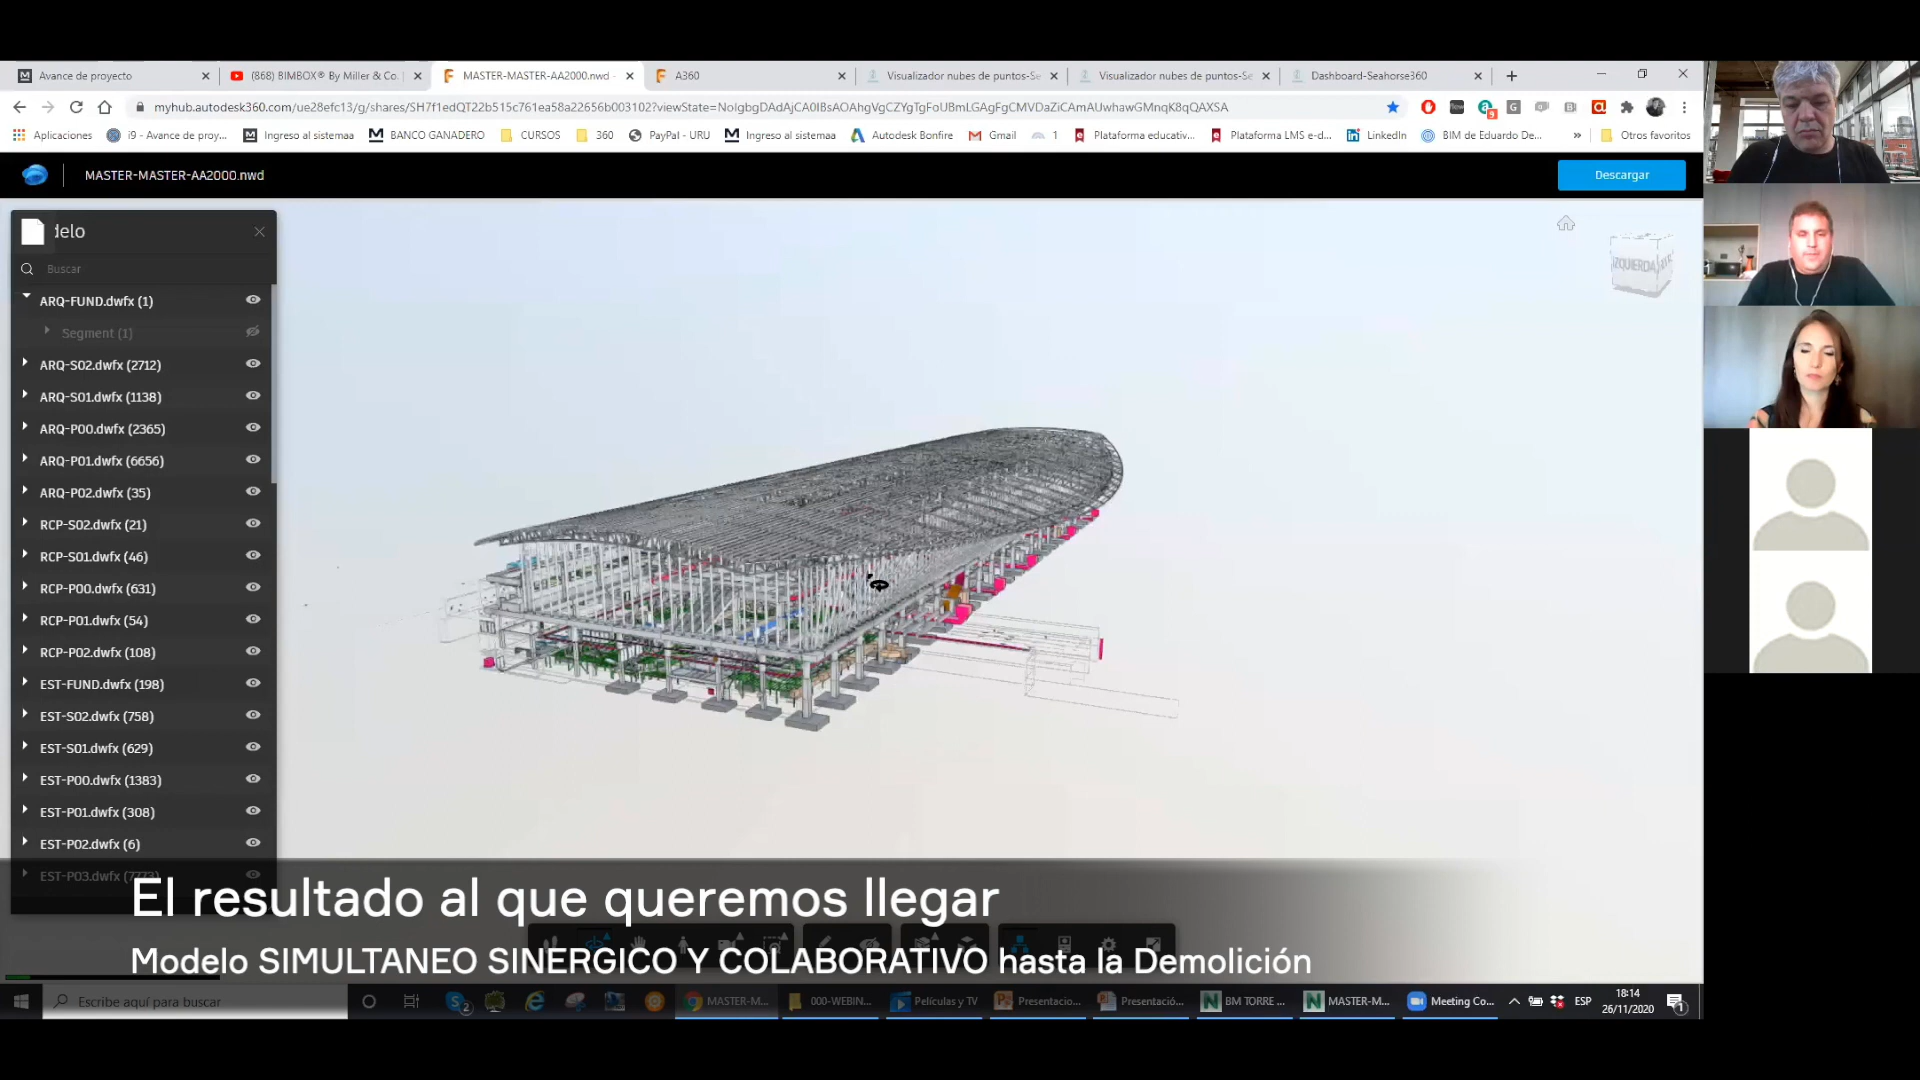 Avance de proyecto
(868) BIMBOX® By Miller & Co.
MASTER-MASTER-AA2000.nwd -
A360
Visualizador nubes de puntos-Se
Visualizador nubes de puntos-Se
Dashboard-Seahorse360
myhub.autodesk360.com/ue28efc13/g/shares/SH7f1edQT22b515c761ea58a22656b003102?viewState=NoIgbgDAdAjCA0IBsAOAhgVgCZYgTgFoUBmLGAgFgCMVDaZiCAmAUwhawGMnqK8qQAXSA
Aplicaciones
i9 - Avance de proy...
Ingreso al sistemaa
BANCO GANADERO
CURSOS
360
PayPal - URU
Ingreso al sistemaa
Autodesk Bonfire
Gmail
1
Plataforma educativ...
Plataforma LMS e-d...
LinkedIn
BIM de Eduardo De...
»
Otros favoritos
MASTER-MASTER-AA2000.nwd
Descargar
delo
Buscar
ARQ-FUND.dwfx (1)
Segment (1)
ARQ-S02.dwfx (2712)
ARQ-S01.dwfx (1138)
ARQ-P00.dwfx (2365)
ARQ-P01.dwfx (6656)
ARQ-P02.dwfx (35)
RCP-S02.dwfx (21)
RCP-S01.dwfx (46)
RCP-P00.dwfx (631)
RCP-P01.dwfx (54)
RCP-P02.dwfx (108)
EST-FUND.dwfx (198)
EST-S02.dwfx (758)
EST-S01.dwfx (629)
EST-P00.dwfx (1383)
EST-P01.dwfx (308)
EST-P02.dwfx (6)
EST-P03.dwfx (7773)
IZQUIERDA
El resultado al que queremos llegar
Modelo SIMULTANEO SINERGICO Y COLABORATIVO hasta la Demolición
Escribe aquí para buscar
2
MASTER-M...
000-WEBIN...
Películas y TV
Presentacio...
Presentació...
BM TORRE ...
MASTER-M...
Meeting Co...
ESP
18:14
26/11/2020
1